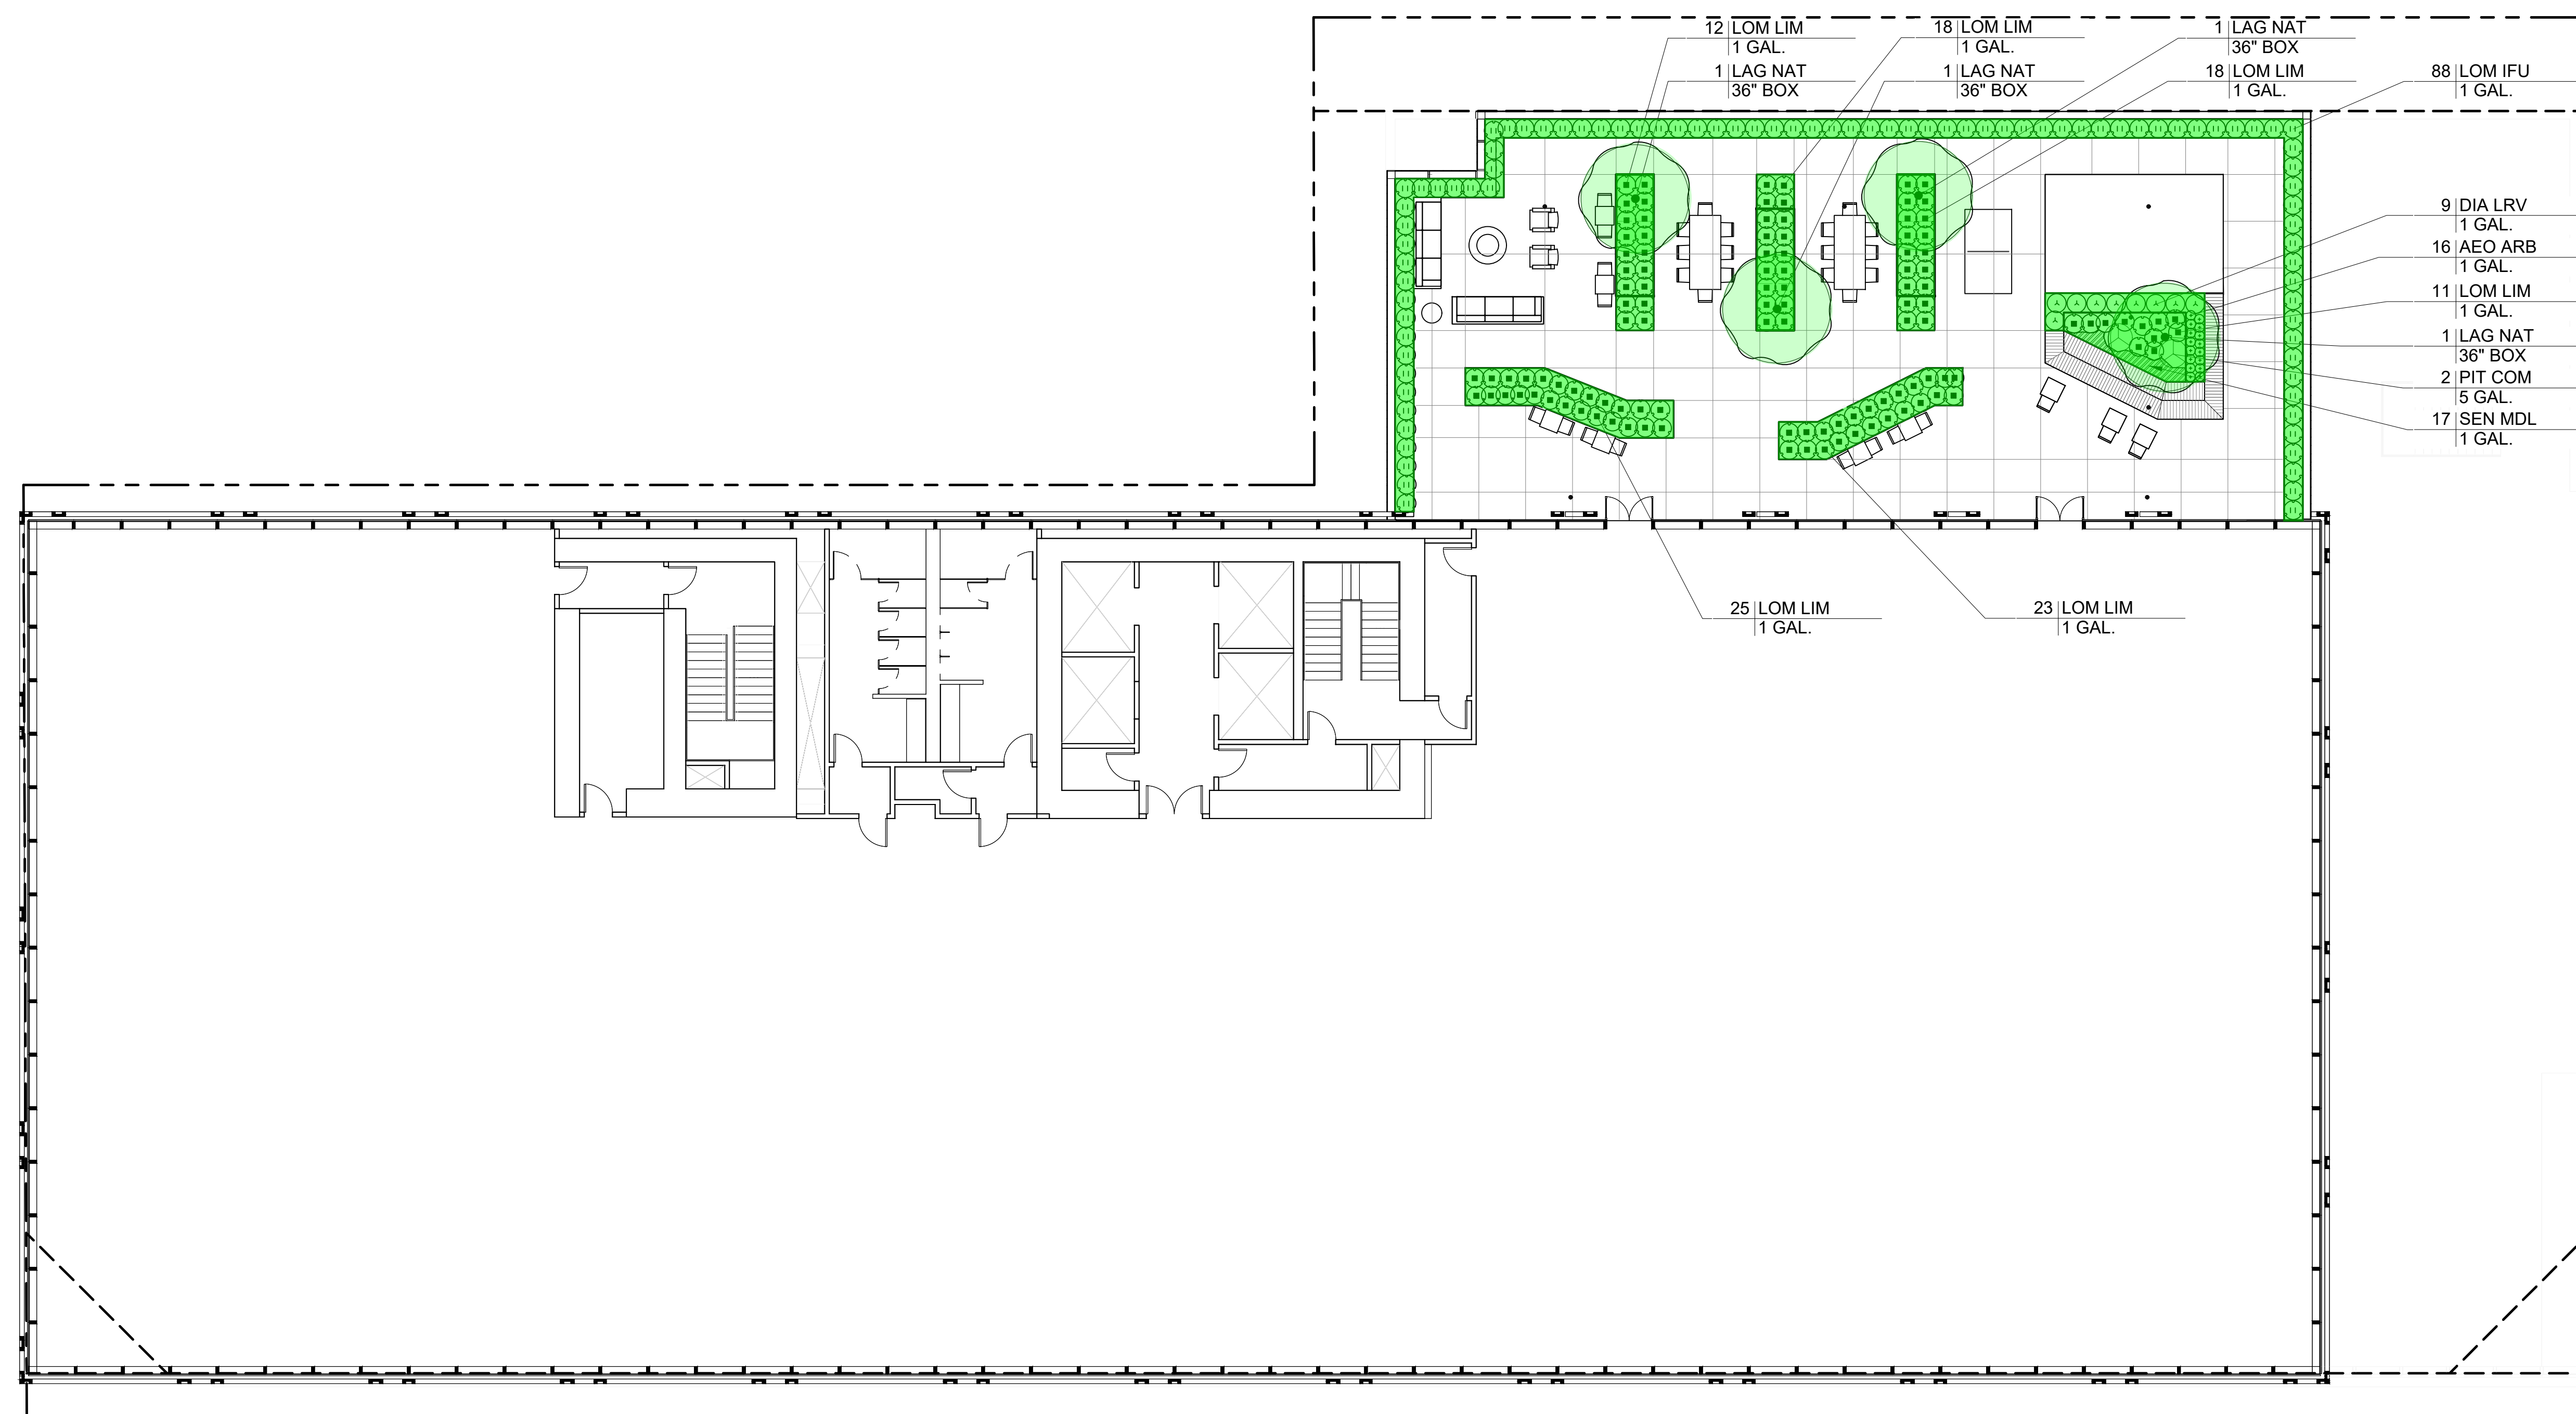 12 LOM LIM
1 GAL.
1 LAG NAT
36" BOX
18 LOM LIM
1 GAL.
1 LAG NAT
36" BOX
1 LAG NAT
36" BOX
18 LOM LIM
1 GAL.
88 LOM IFU
1 GAL.
9 DIA LRV
1 GAL.
16 AEO ARB
1 GAL.
11 LOM LIM
1 GAL.
1 LAG NAT
36" BOX
2 PIT COM
5 GAL.
17 SEN MDL
1 GAL.
25 LOM LIM
1 GAL.
23 LOM LIM
1 GAL.